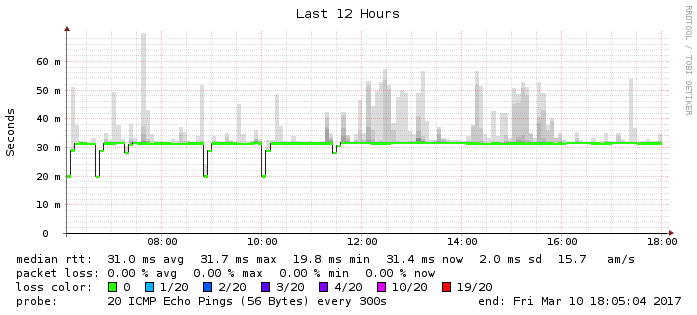 Last 12 Hours
RRDTOOL / TOBI OETIKER
Seconds
60 m
50 m
40 m
30 m
20 m
10 m
0
08:00 10:00 12:00 14:00 16:00 18:00
median rtt: 31.0 ms avg 31.7 ms max 19.8 ms min 31.4 ms now 2.0 ms sd 15.7 am/s
packet loss: 0.00 % avg 0.00 % max 0.00 % min 0.00 % now
loss color: 0 1/20 2/20 3/20 4/20 10/20 19/20
probe: 20 ICMP Echo Pings (56 Bytes) every 300s end: Fri Mar 10 18:05:04 2017